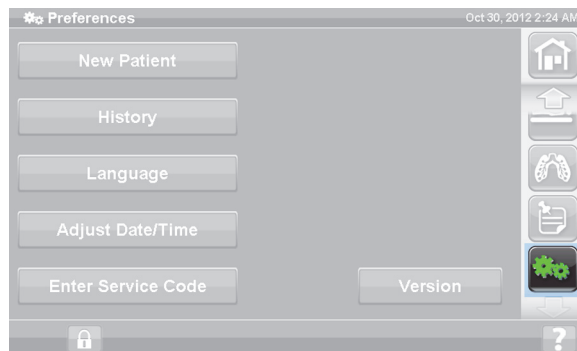 Preferences
Oct 30, 2012 2:24 AM
New Patient
History
Language
Adjust Date/Time
Enter Service Code
Version
?